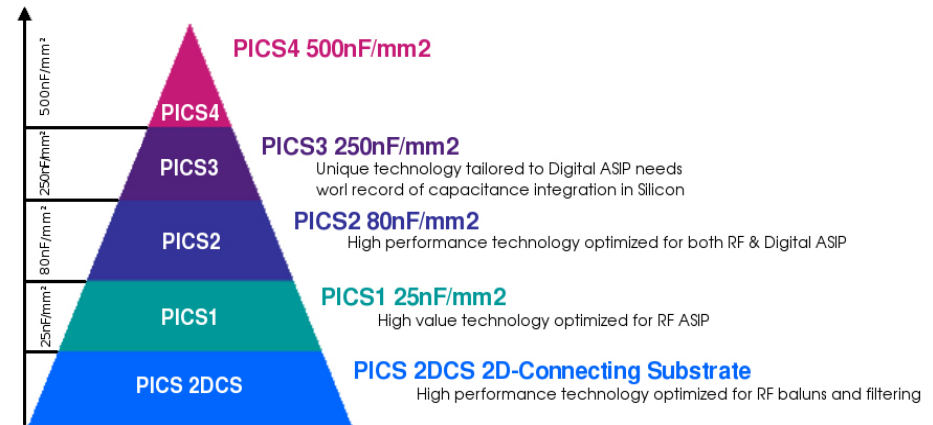 500nF/mm²
PICS4 500nF/mm2
PICS4
250nF/mm²
PICS3 250nF/mm2
PICS3
Unique technology tailored to Digital ASIP needs
worl record of capacitance integration in Silicon
80nF/mm²
PICS2 80nF/mm2
PICS2
High performance technology optimized for both RF & Digital ASIP
25nF/mm²
PICS1 25nF/mm2
PICS1
High value technology optimized for RF ASIP
PICS 2DCS 2D-Connecting Substrate
PICS 2DCS
High performance technology optimized for RF baluns and filtering